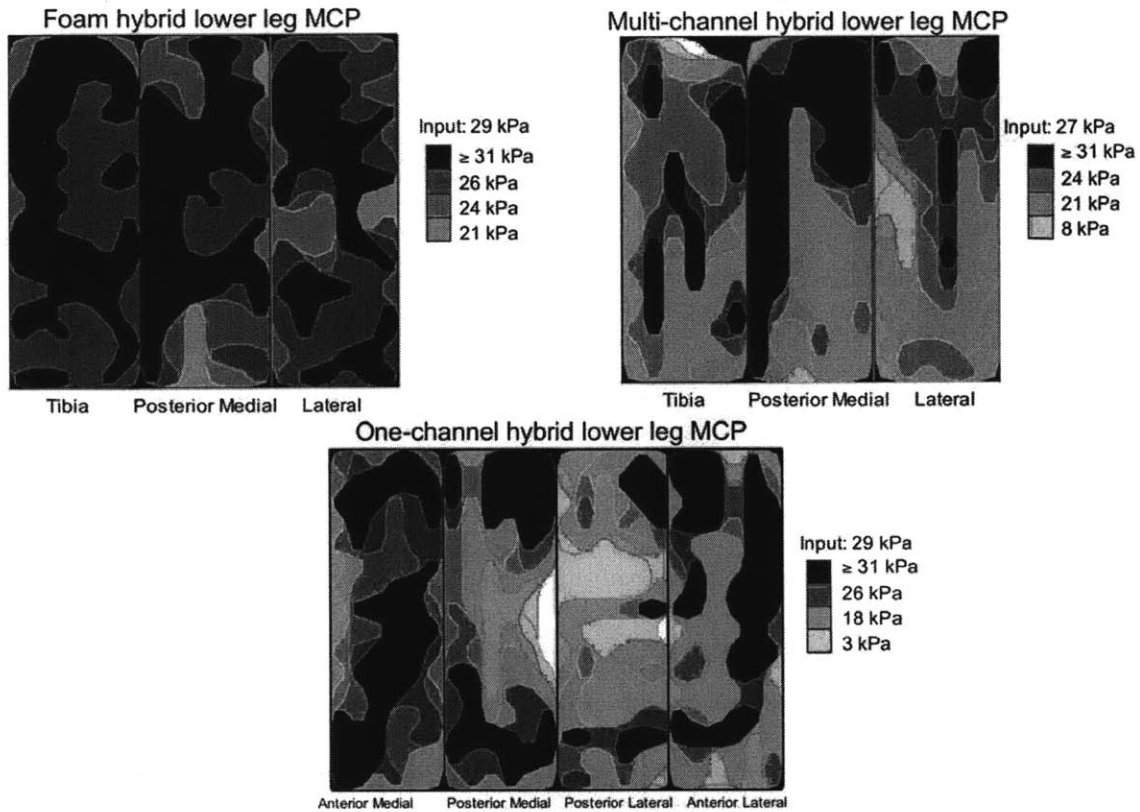 Foam hybrid lower leg MCP
Input: 29 kPa
≥ 31 kPa
26 kPa
24 kPa
21 kPa
Tibia Posterior Medial Lateral
Multi-channel hybrid lower leg MCP
Input: 27 kPa
≥ 31 kPa
24 kPa
21 kPa
8 kPa
Tibia Posterior Medial Lateral
One-channel hybrid lower leg MCP
Input: 29 kPa
≥ 31 kPa
26 kPa
18 kPa
3 kPa
Anterior Medial Posterior Medial Posterior Lateral Anterior Lateral